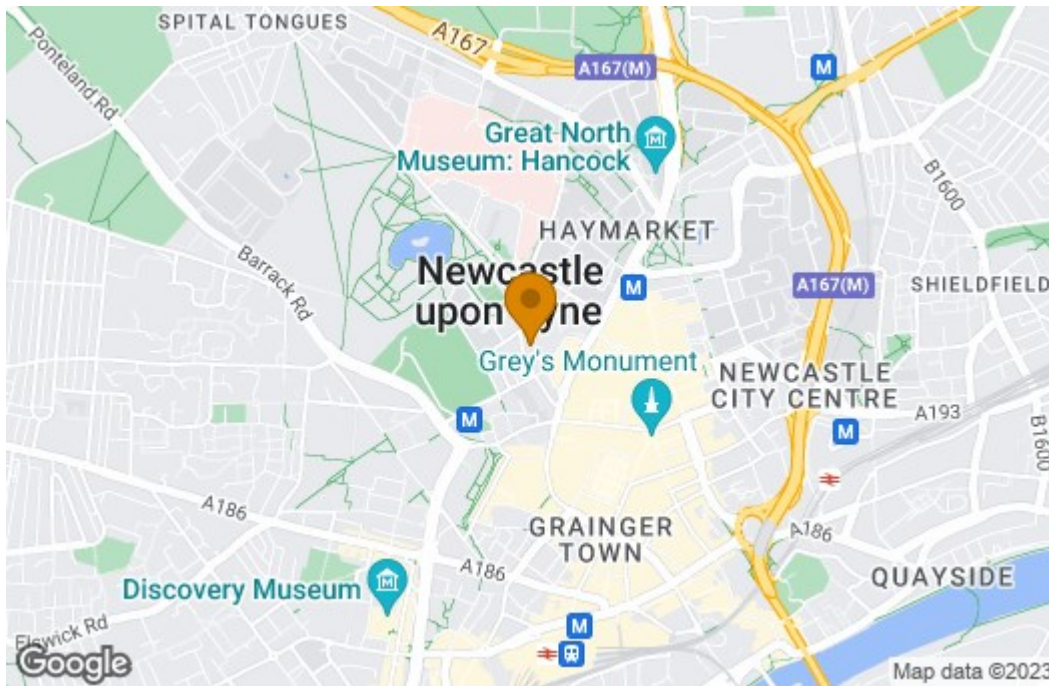 SPITAL TONGUES
A167
Ponteland Rd
A167(M)
M
Great North
Museum: Hancock
M
B1600
HAYMARKET
Barrack Rd
Newcastle
upon
yne
M
A167(M)
SHIELDFIELD
Grey's Monument
NEWCASTLE
CITY CENTRE
M
A193
M
B1600
A186
GRAINGER
TOWN
A186
A186
QUAYSIDE
Discovery Museum
M
Elswick Rd
M
Google
Map data ©2023